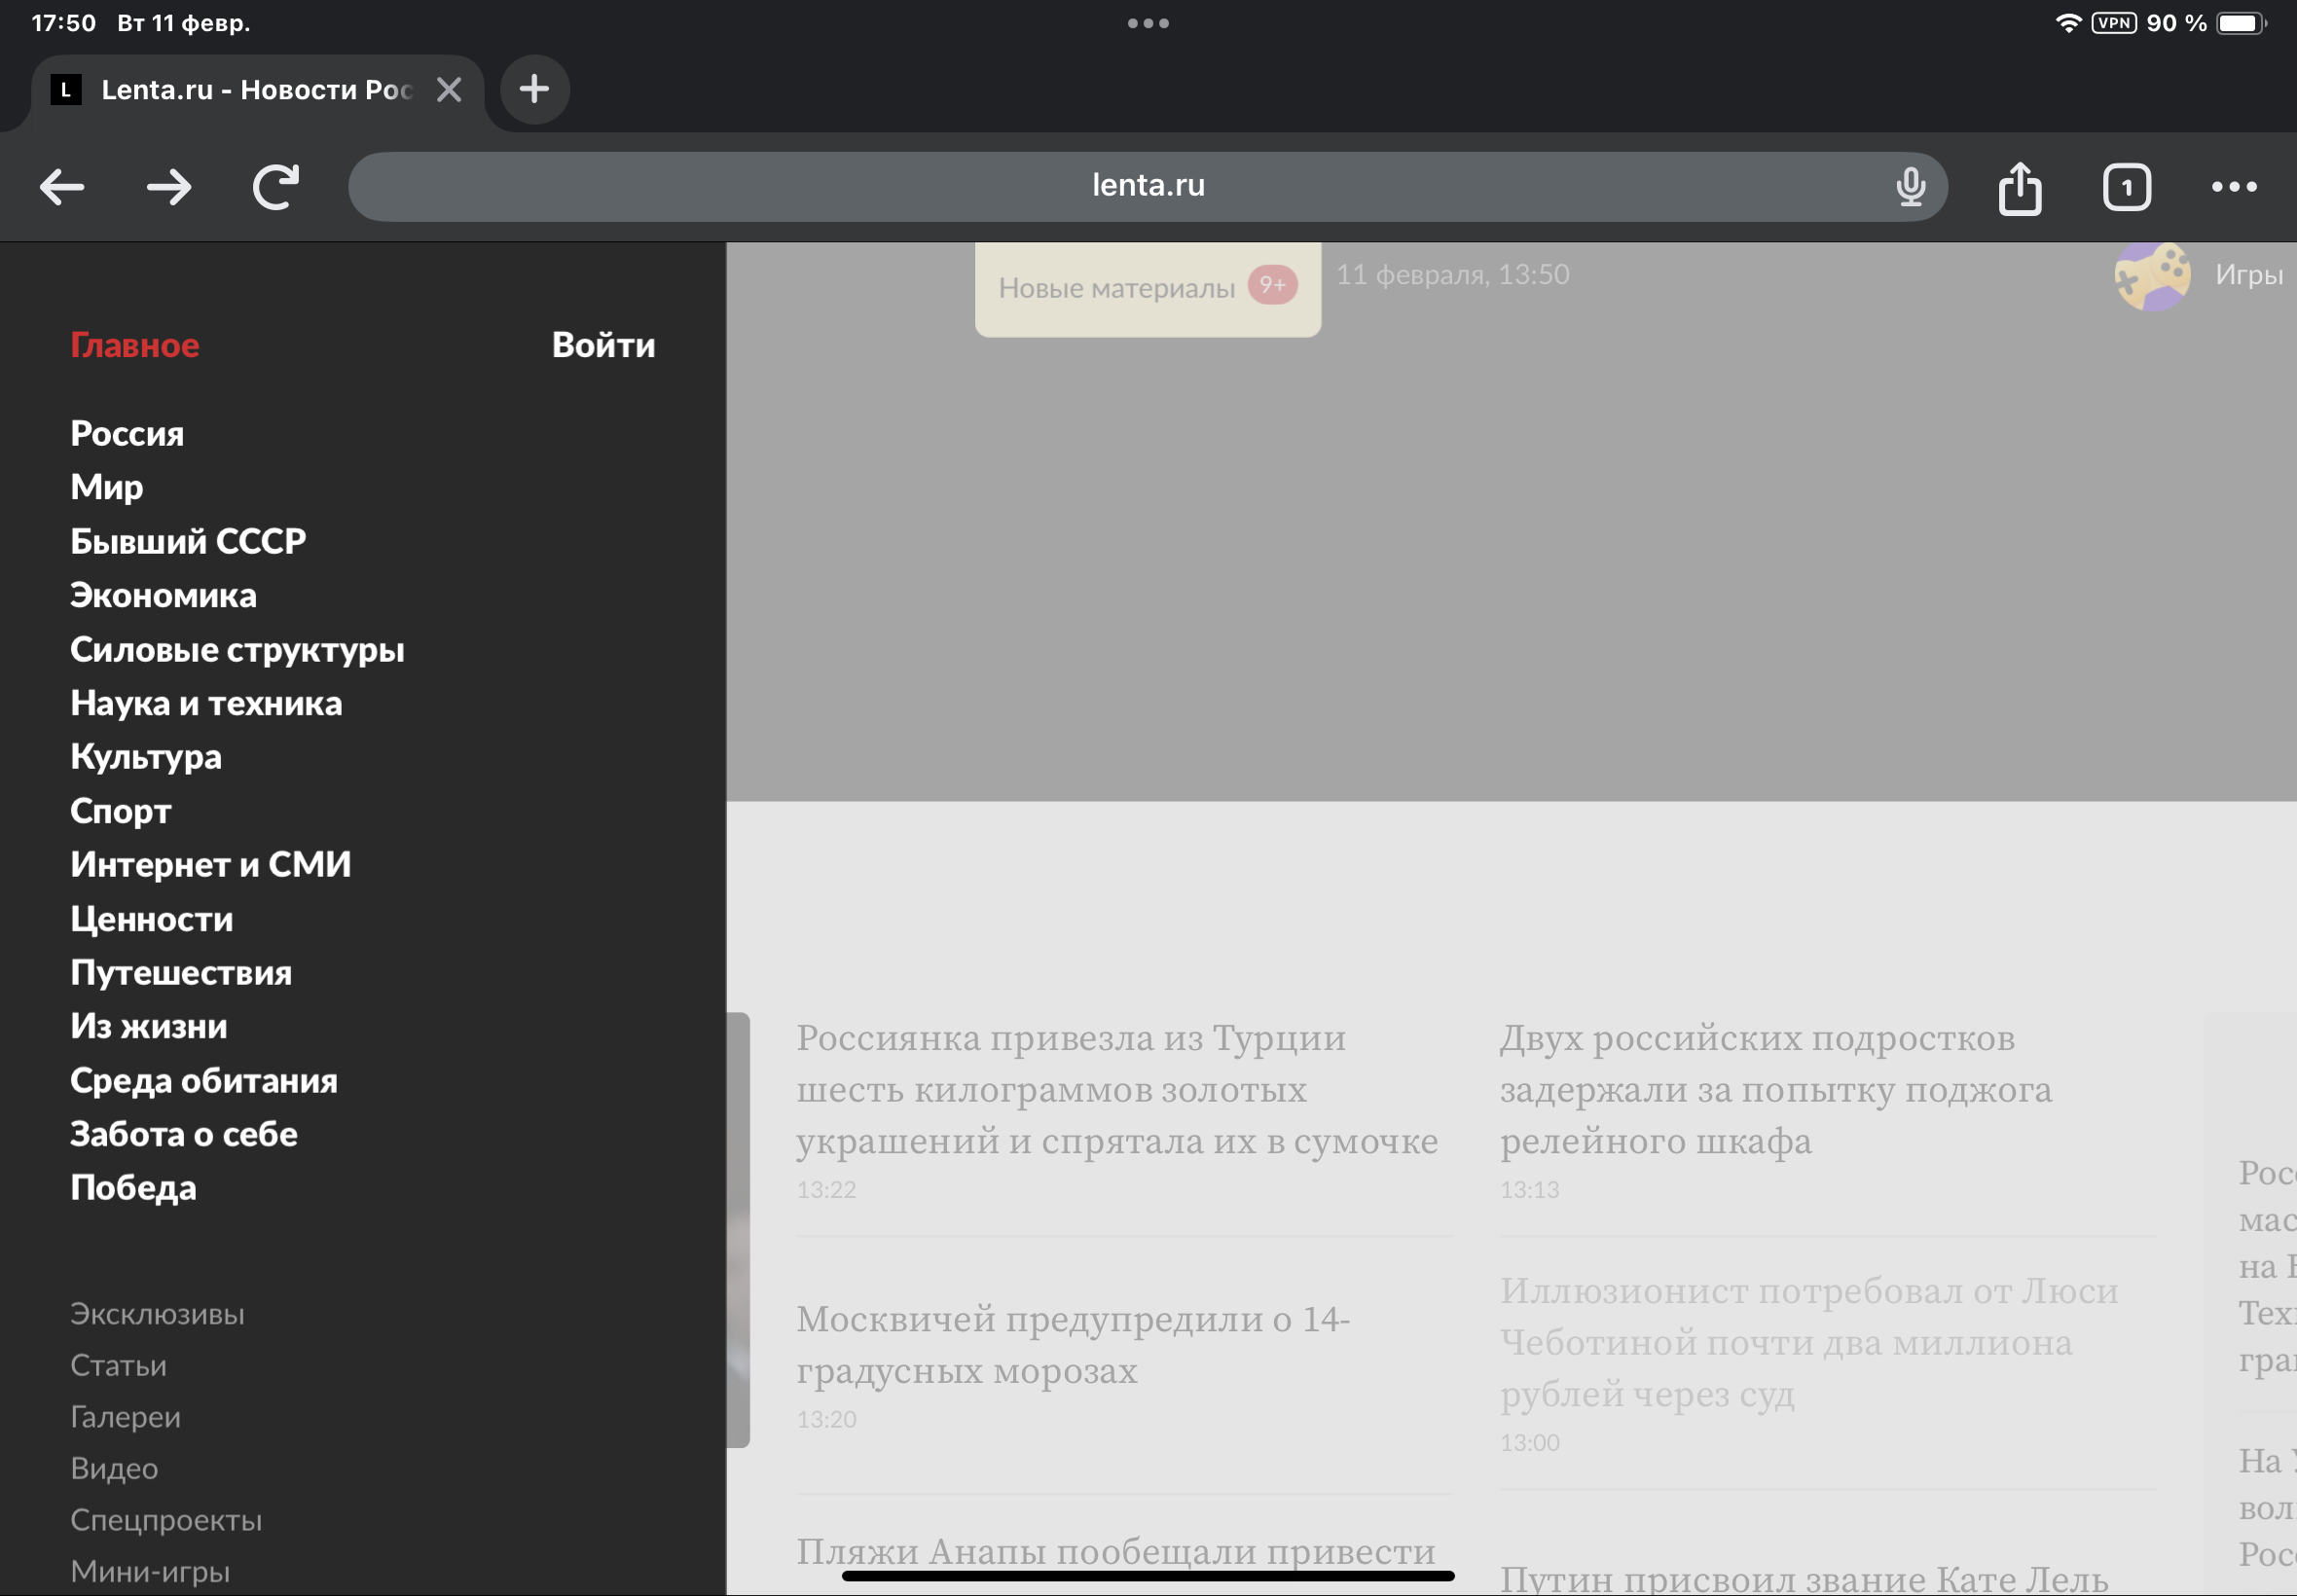 17:50 Вт 11 февр.
VPN 90 %
L Lenta.ru - Новости Рос
lenta.ru
1
Главное
Войти
Россия
Мир
Бывший СССР
Экономика
Силовые структуры
Наука и техника
Культура
Спорт
Интернет и СМИ
Ценности
Путешествия
Из жизни
Среда обитания
Забота о себе
Победа
Эксклюзивы
Статьи
Галереи
Видео
Спецпроекты
Мини-игры
Новые материалы 9+
11 февраля, 13:50
Игры
Россиянка привезла из Турции
шесть килограммов золотых
украшений и спрятала их в сумочке
13:22
Москвичей предупредили о 14-
градусных морозах
13:20
Пляжи Анапы пообещали привести
Двух российских подростков
задержали за попытку поджога
релейного шкафа
13:13
Иллюзионист потребовал от Люси
Чеботиной почти два миллиона
рублей через суд
13:00
Путин присвоил звание Кате Лель
Рос
мас
на
Тех
гра
На
вол
Рос